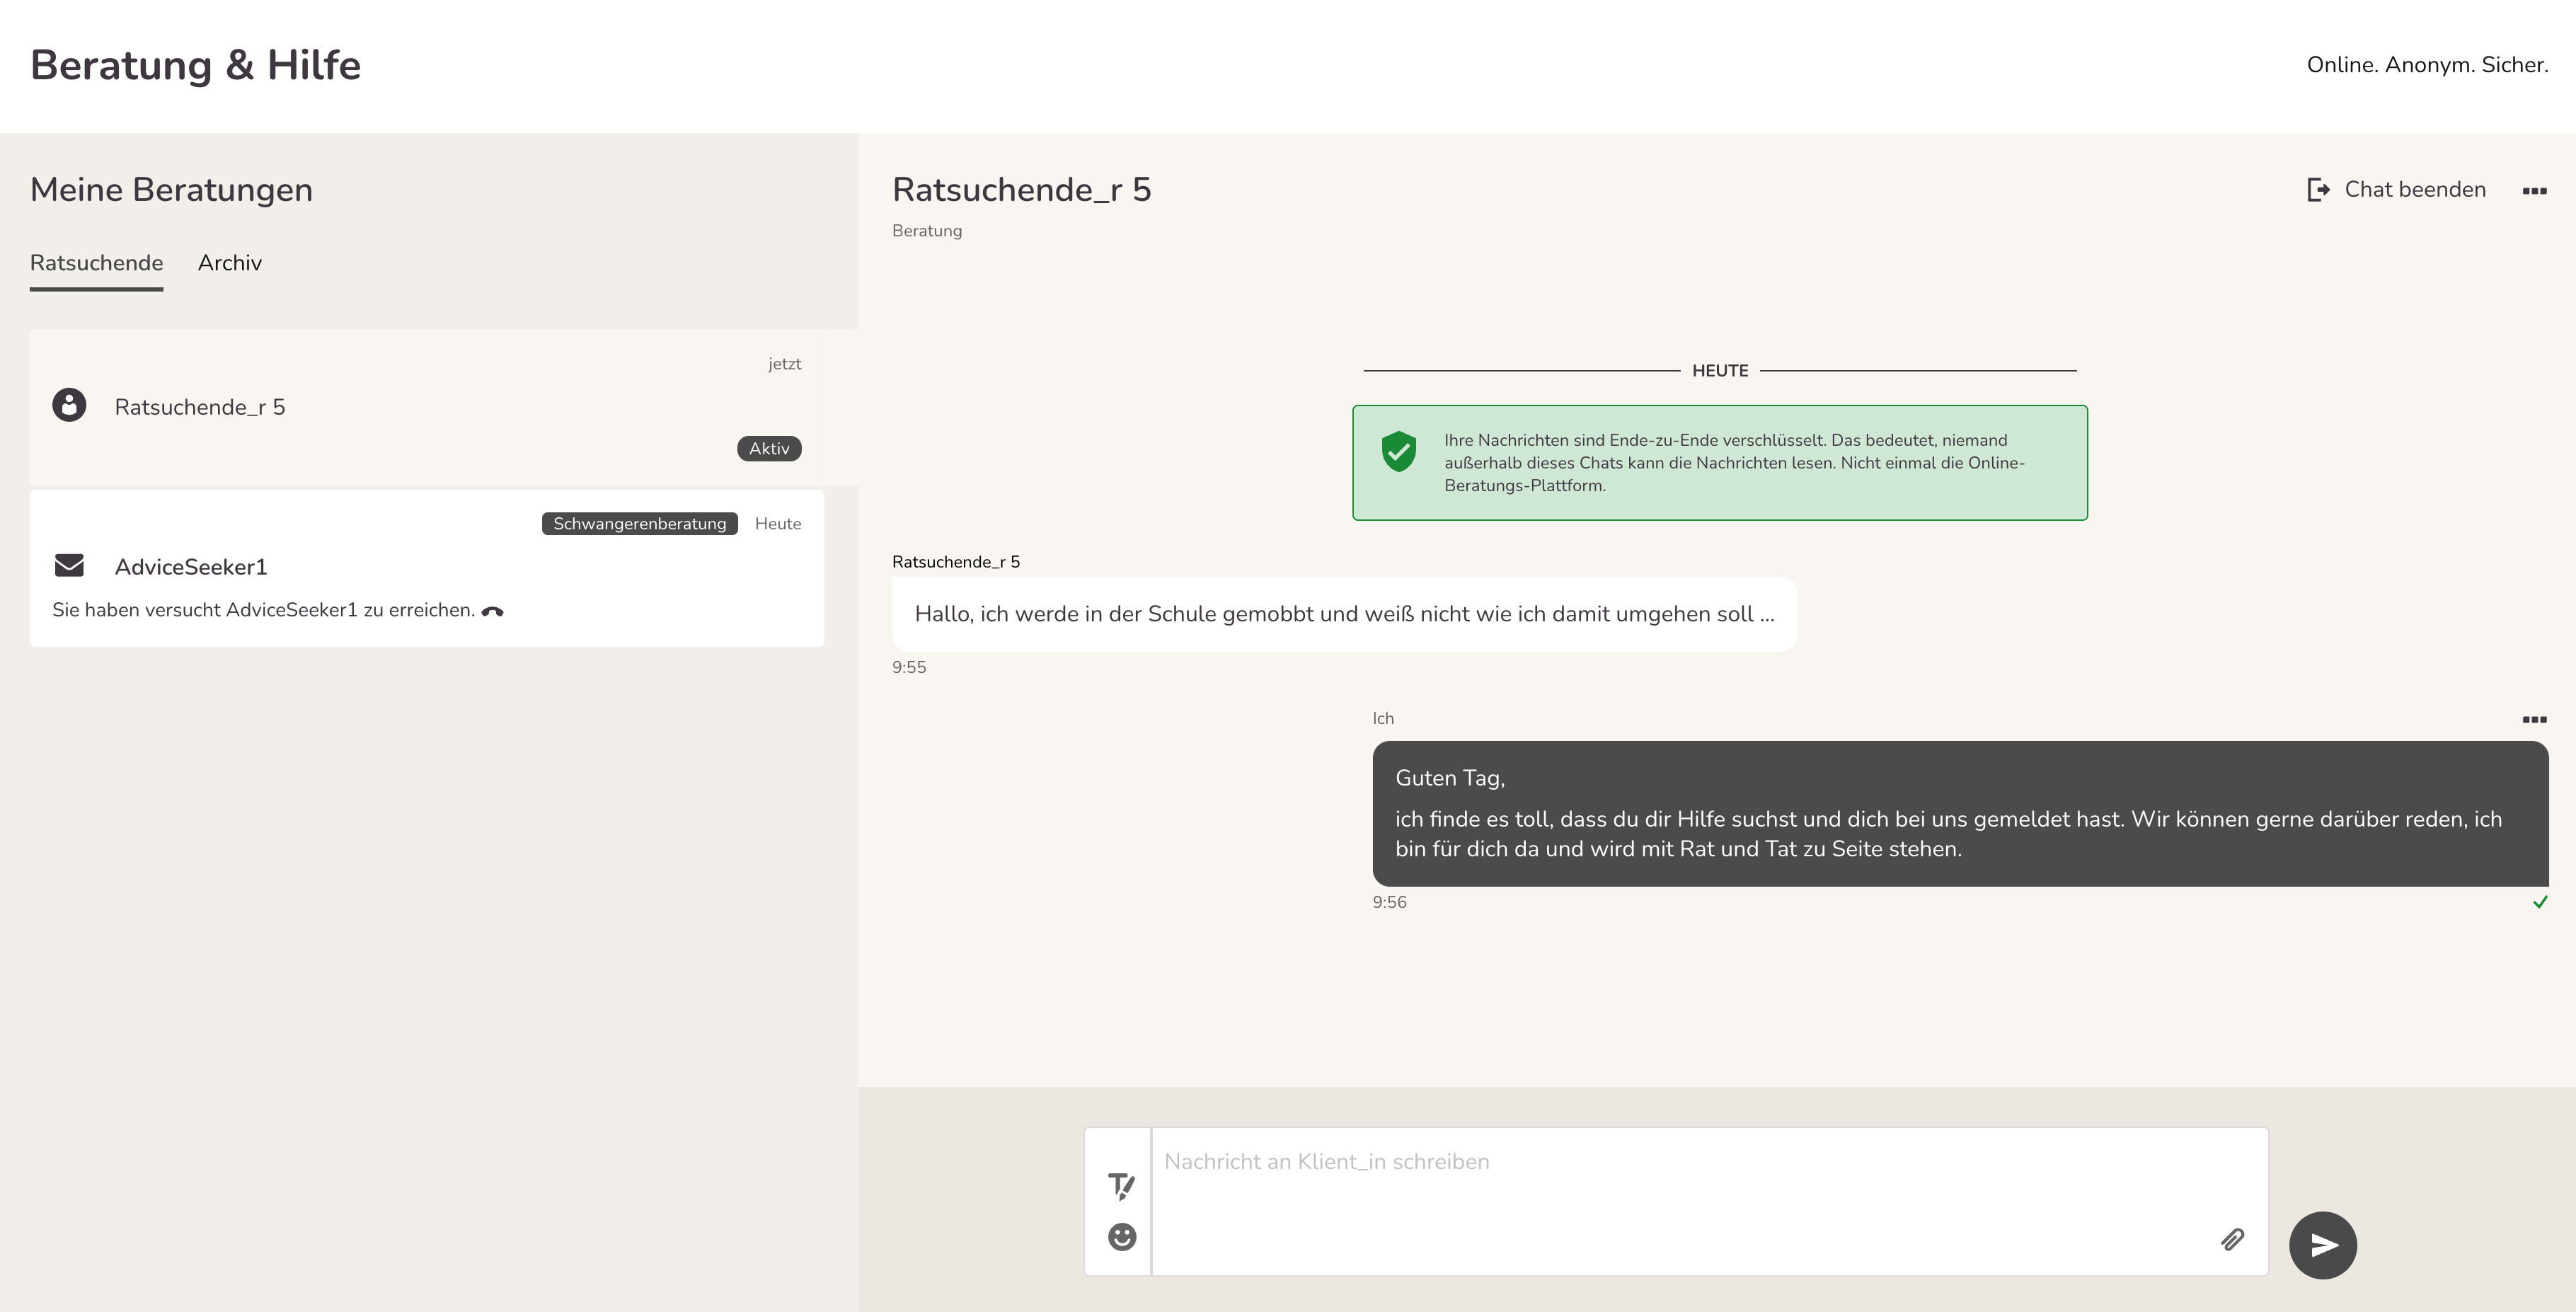 Beratung & Hilfe
Online. Anonym. Sicher.
Meine Beratungen
Ratsuchende
Archiv
jetzt
Ratsuchende_r 5
Aktiv
Schwangerenberatung
Heute
AdviceSeeker1
Sie haben versucht AdviceSeeker1 zu erreichen.
Ratsuchende_r 5
Beratung
Chat beenden
HEUTE
Ihre Nachrichten sind Ende-zu-Ende verschlüsselt. Das bedeutet, niemand
außerhalb dieses Chats kann die Nachrichten lesen. Nicht einmal die Online-
Beratungs-Plattform.
Ratsuchende_r 5
Hallo, ich werde in der Schule gemobbt und weiß nicht wie ich damit umgehen soll ...
9:55
Ich
Guten Tag,
ich finde es toll, dass du dir Hilfe suchst und dich bei uns gemeldet hast. Wir können gerne darüber reden, ich
bin für dich da und wird mit Rat und Tat zu Seite stehen.
9:56
Nachricht an Klient_in schreiben